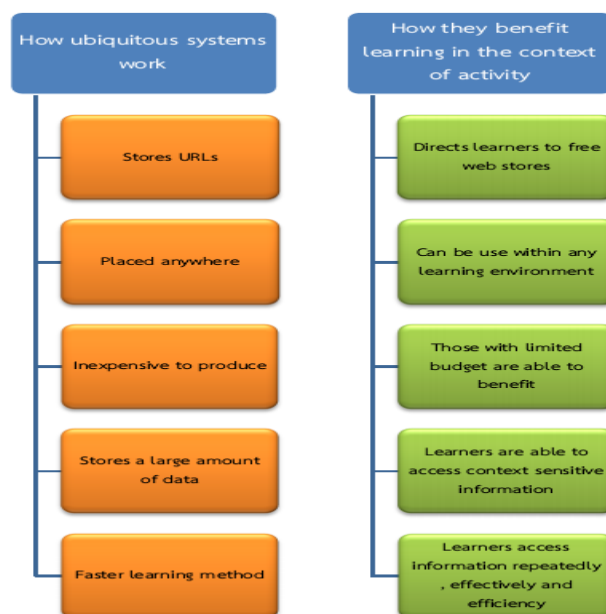 How ubiquitous systems
work
Stores URLs
Placed anywhere
Inexpensive to produce
Stores a large amount
of data
Faster learning method
How they benefit
learning in the context
of activity
Directs learners to free
web stores
Can be use within any
learning environment
Those with limited
budget are able to
benefit
Learners are able to
access context sensitive
information
Learners access
information repeatedly
, effectively and
efficiency